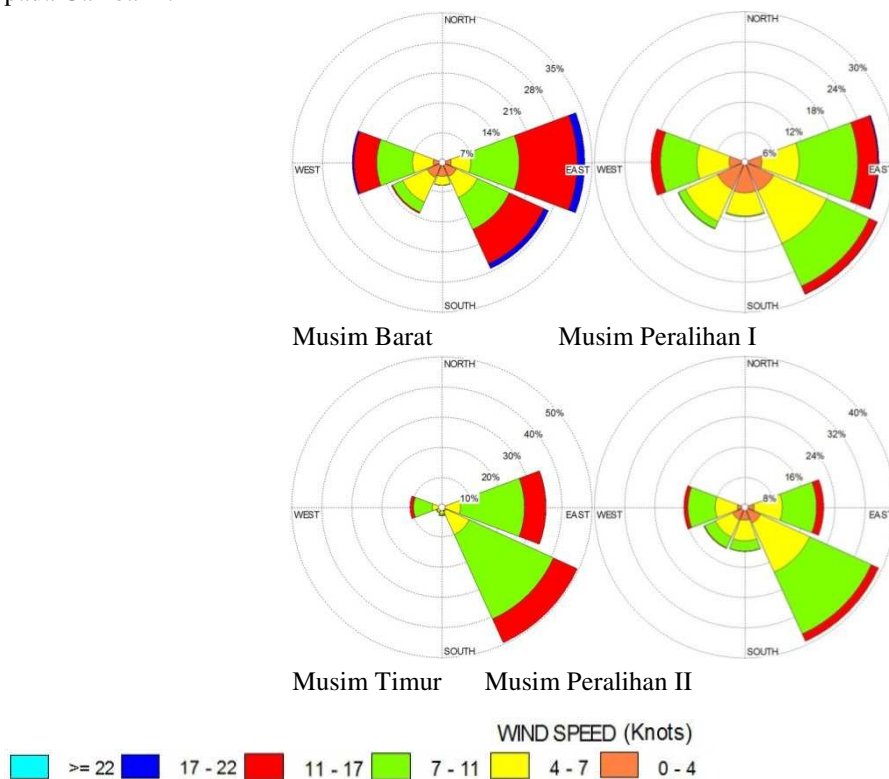 NORTH NORTH
35% 30%
28% 24%
21% 18%
14% 12%
7% 6%
WEST EAST WEST EAST
SOUTH SOUTH
Musim Barat Musim Peralihan I
NORTH NORTH
50% 40%
40% 32%
30% 24%
20% 16%
10% 8%
WEST EAST WEST EAST
SOUTH SOUTH
Musim Timur Musim Peralihan II
WIND SPEED (Knots)
>= 22 17 - 22 11 - 17 7 - 11 4 - 7 0 - 4